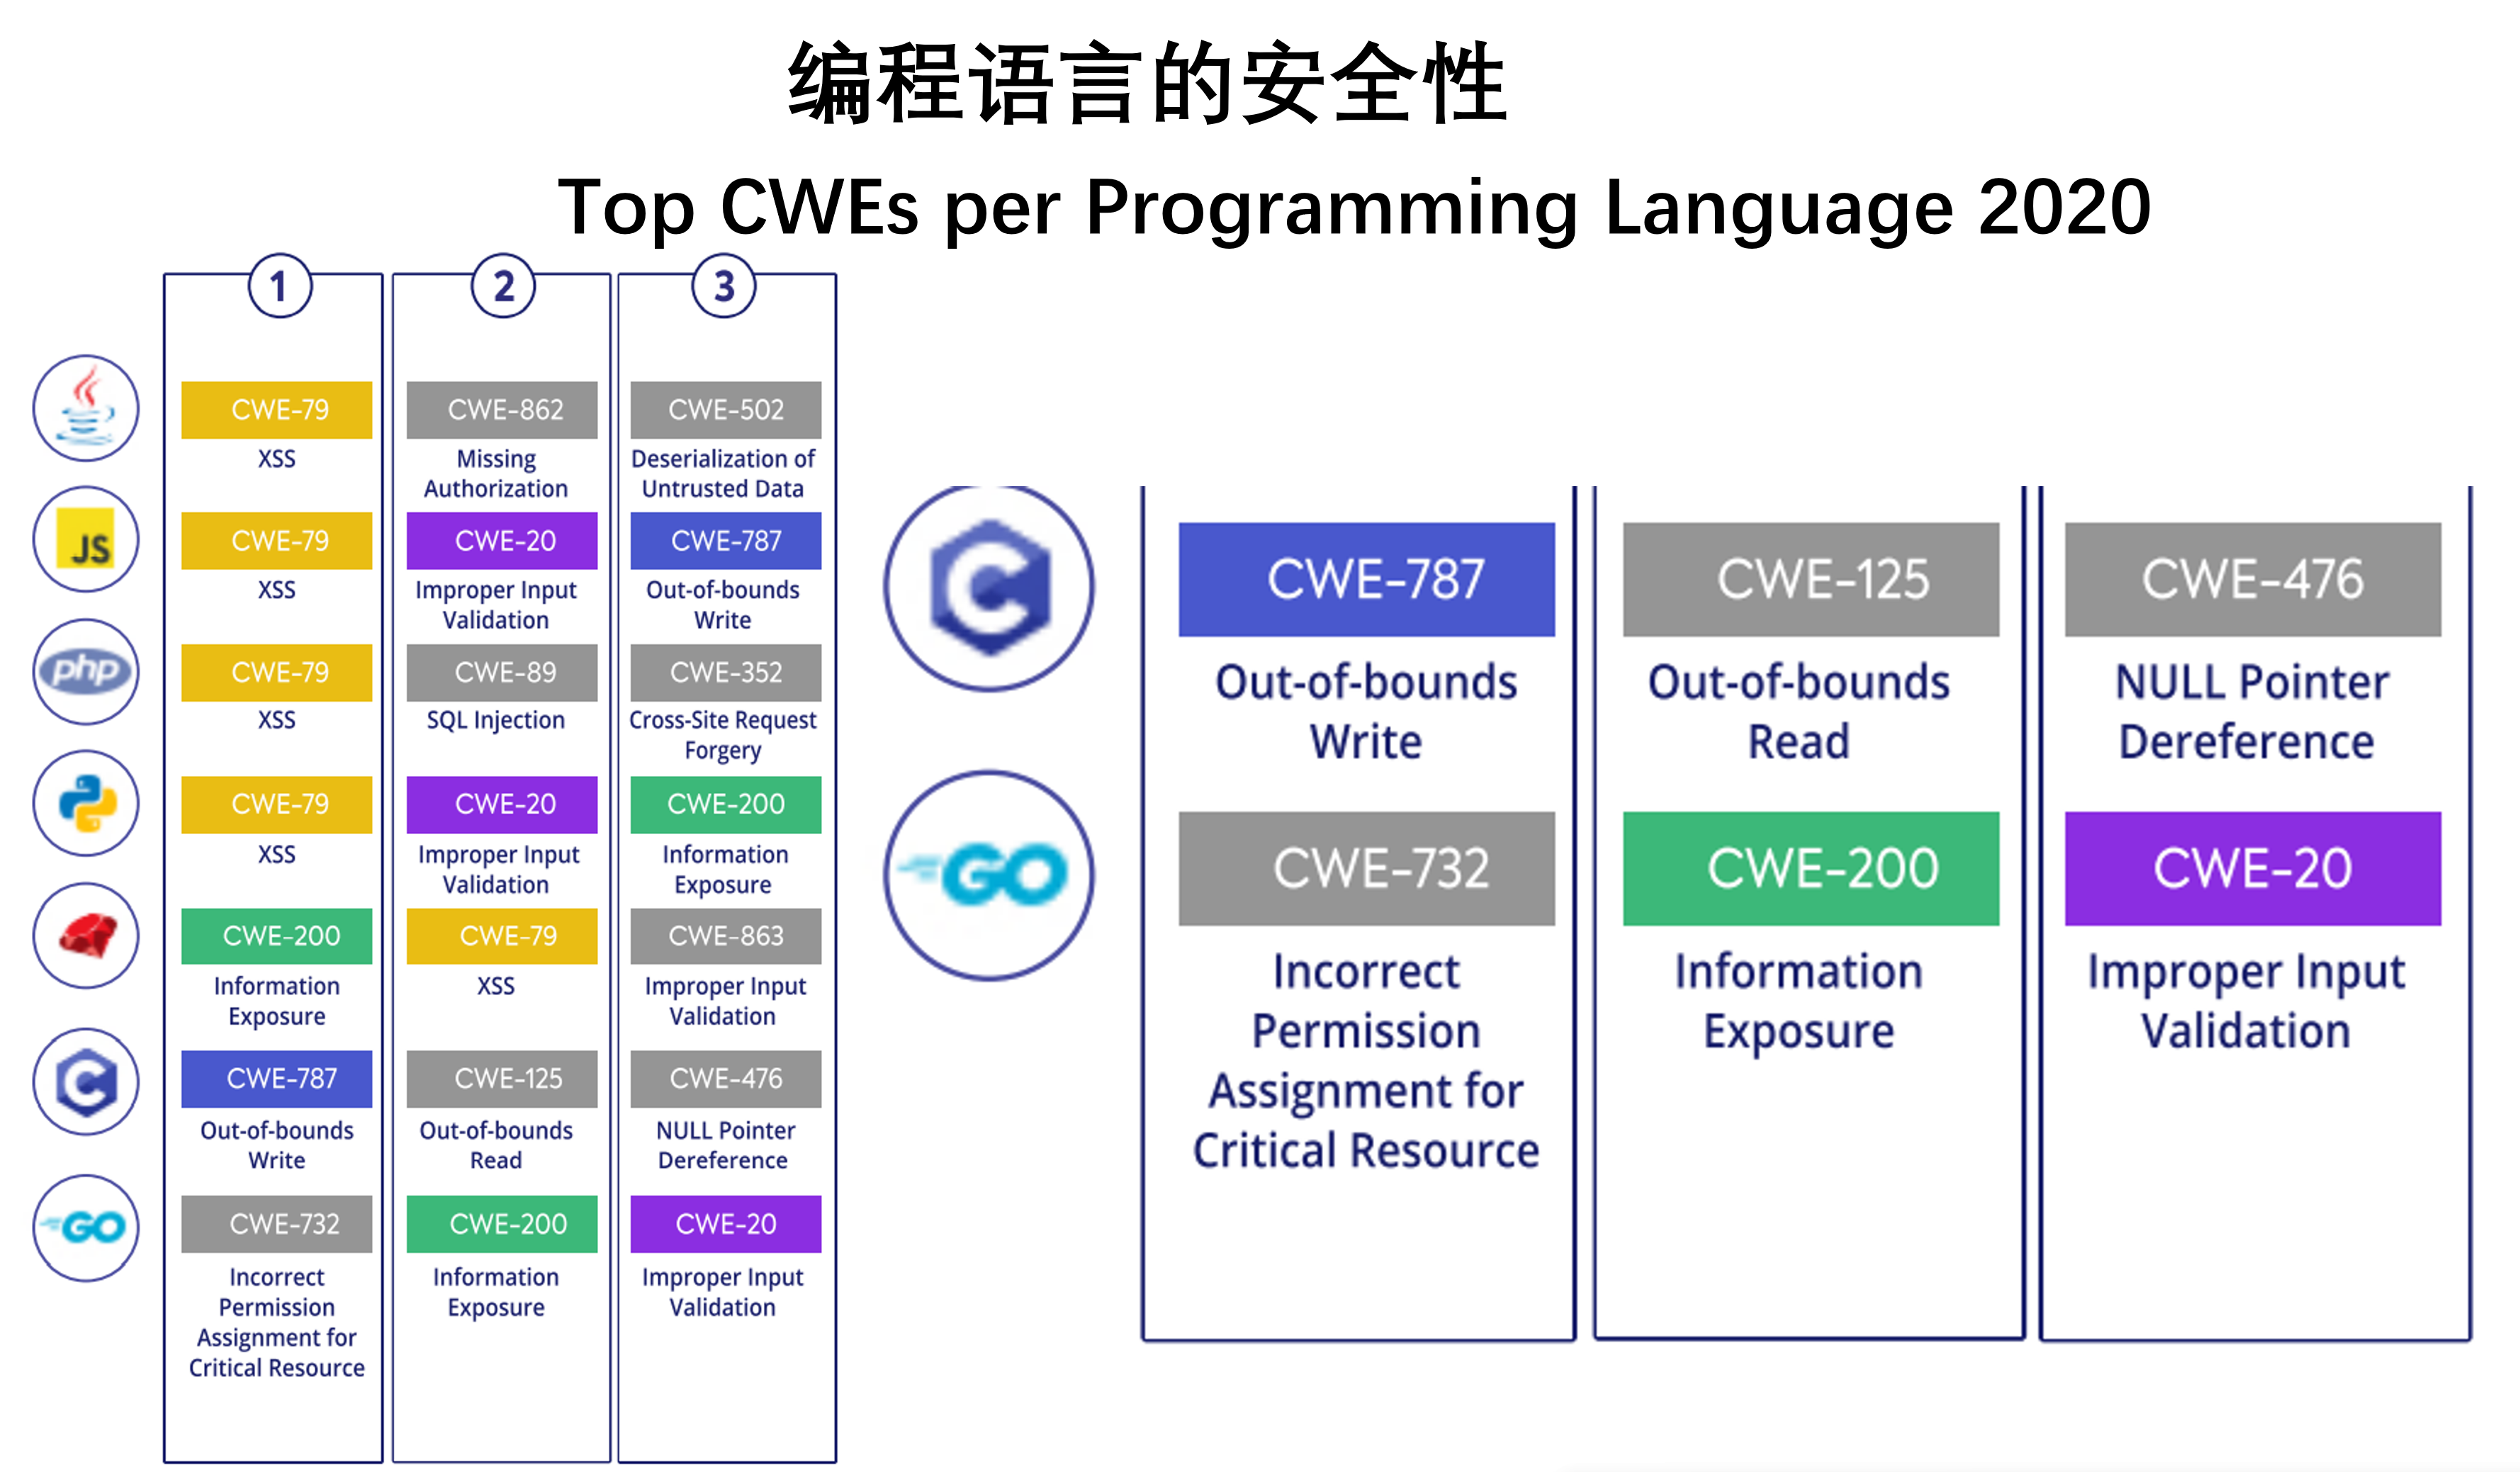 编程语言的安全性
Top CWEs per Programming Language 2020
1 2 3
CWE-79 CWE-862 CWE-502
XSS Missing Deserialization of
Authorization Untrusted Data
JS
CWE-79 CWE-20 CWE-787
XSS Improper Input Out-of-bounds
Validation Write
php
CWE-79 CWE-89 CWE-352
XSS SQL Injection Cross-Site Request
Forgery
CWE-79 CWE-20 CWE-200
XSS Improper Input Information
Validation Exposure
CWE-200 CWE-79 CWE-863
Information XSS Improper Input
Exposure Validation
C
CWE-787 CWE-125 CWE-476
Out-of-bounds Out-of-bounds NULL Pointer
Write Read Dereference
GO
CWE-732 CWE-200 CWE-20
Incorrect Information Improper Input
Permission Exposure Validation
Assignment for
Critical Resource
C
CWE-787 CWE-125 CWE-476
Out-of-bounds Out-of-bounds NULL Pointer
Write Read Dereference
GO
CWE-732 CWE-200 CWE-20
Incorrect Information Improper Input
Permission Exposure Validation
Assignment for
Critical Resource